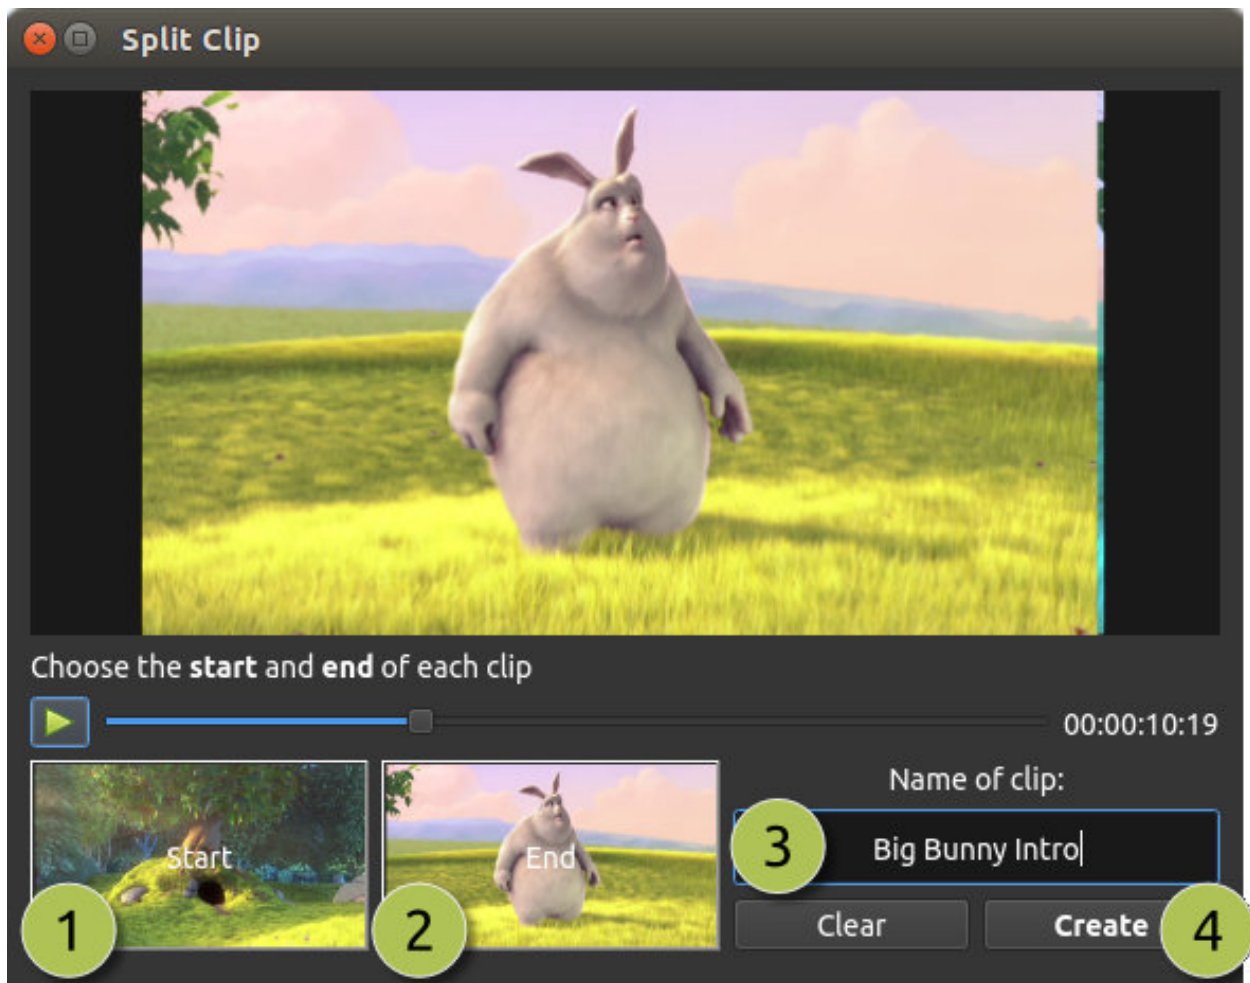 Split Clip
Choose the start and end of each clip
00:00:10:19
Name of clip:
Start
End
3
Big Bunny Intro
1
2
Clear
Create
4